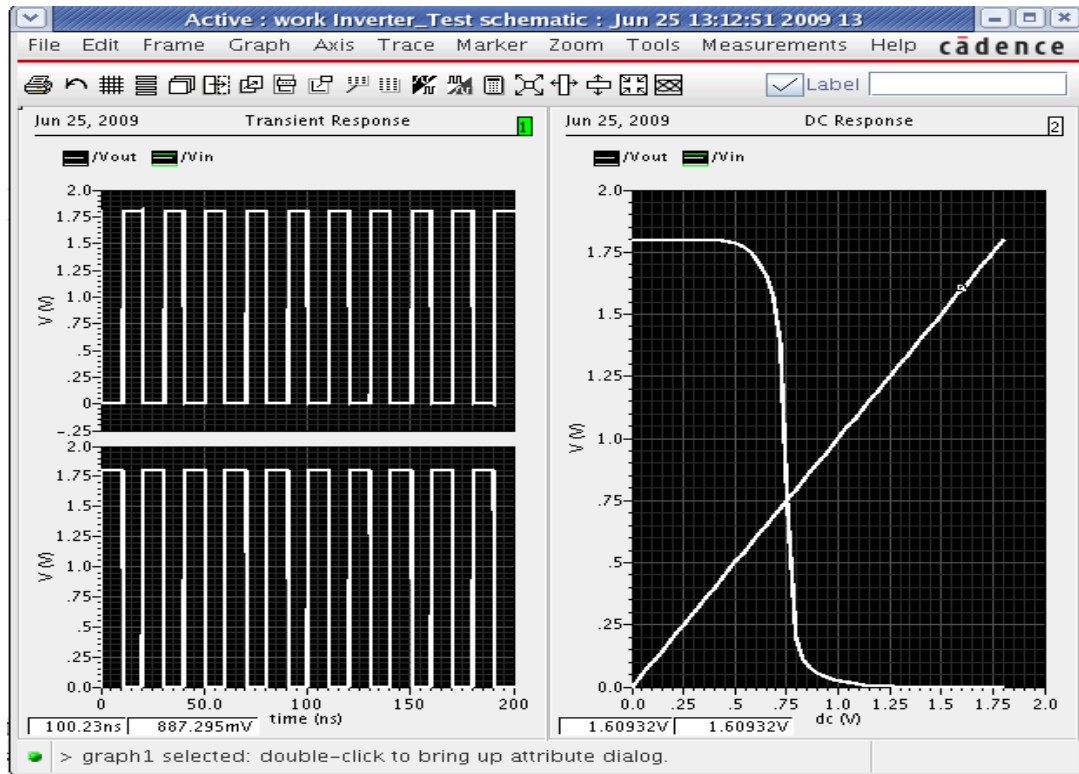 Active : work Inverter_Test schematic : Jun 25 13:12:51 2009 13
File Edit Frame Graph Axis Trace Marker Zoom Tools Measurements Help cādence
Label
Jun 25, 2009 Transient Response 1
/Vout /Vin
2.0
1.75
1.5
1.25
1.0
.75
.5
.25
0
-.25
V (V)
2.0
1.75
1.5
1.25
1.0
.75
.5
.25
0.0
V (V)
0 50.0 100 150 200
time (ns)
100.23ns 887.295mV
Jun 25, 2009 DC Response 2
/Vout /Vin
2.0
1.75
1.5
1.25
1.0
.75
.5
.25
0.0
V (V)
0.0 .25 .5 .75 1.0 1.25 1.5 1.75 2.0
dc (V)
1.60932V 1.60932V
> graph1 selected: double-click to bring up attribute dialog.